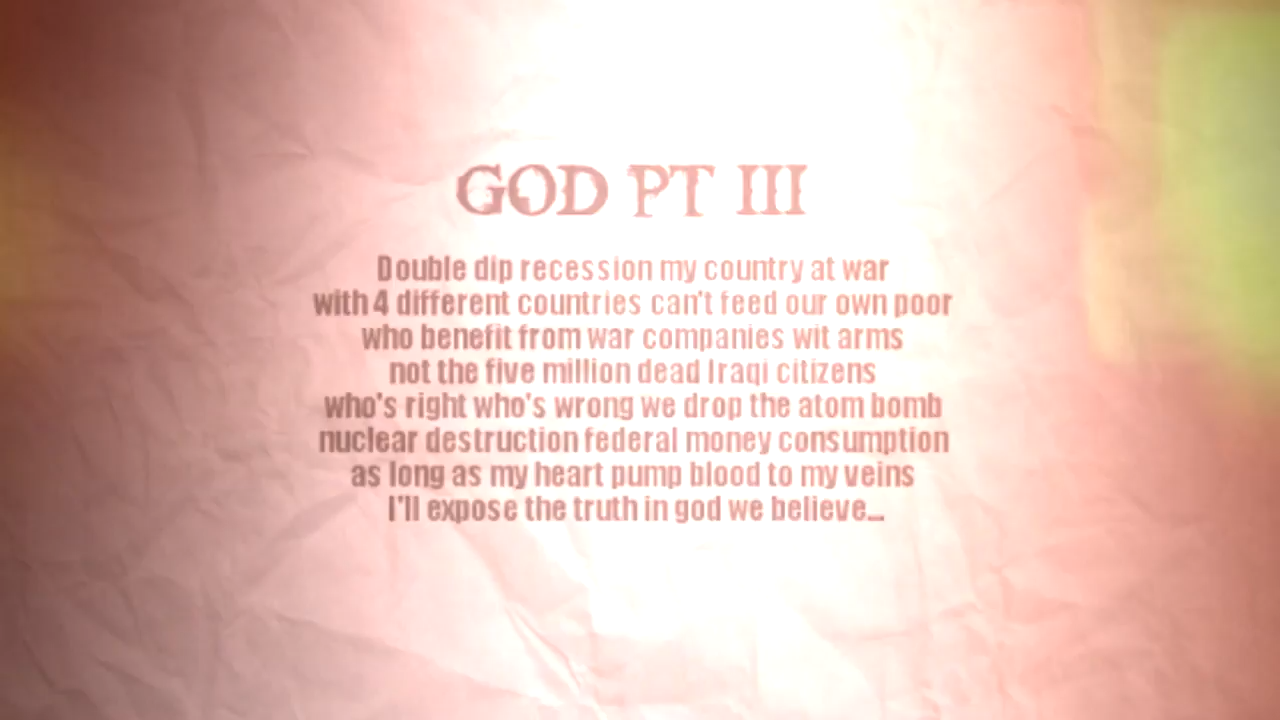 GOD PT III
Double dip recession my country at war
with 4 different countries can't feed our own poor
who benefit from war companies wit arms
not the five million dead Iraqi citizens
who's right who's wrong we drop the atom bomb
nuclear destruction federal money consumption
as long as my heart pump blood to my veins
I'll expose the truth in god we believe...